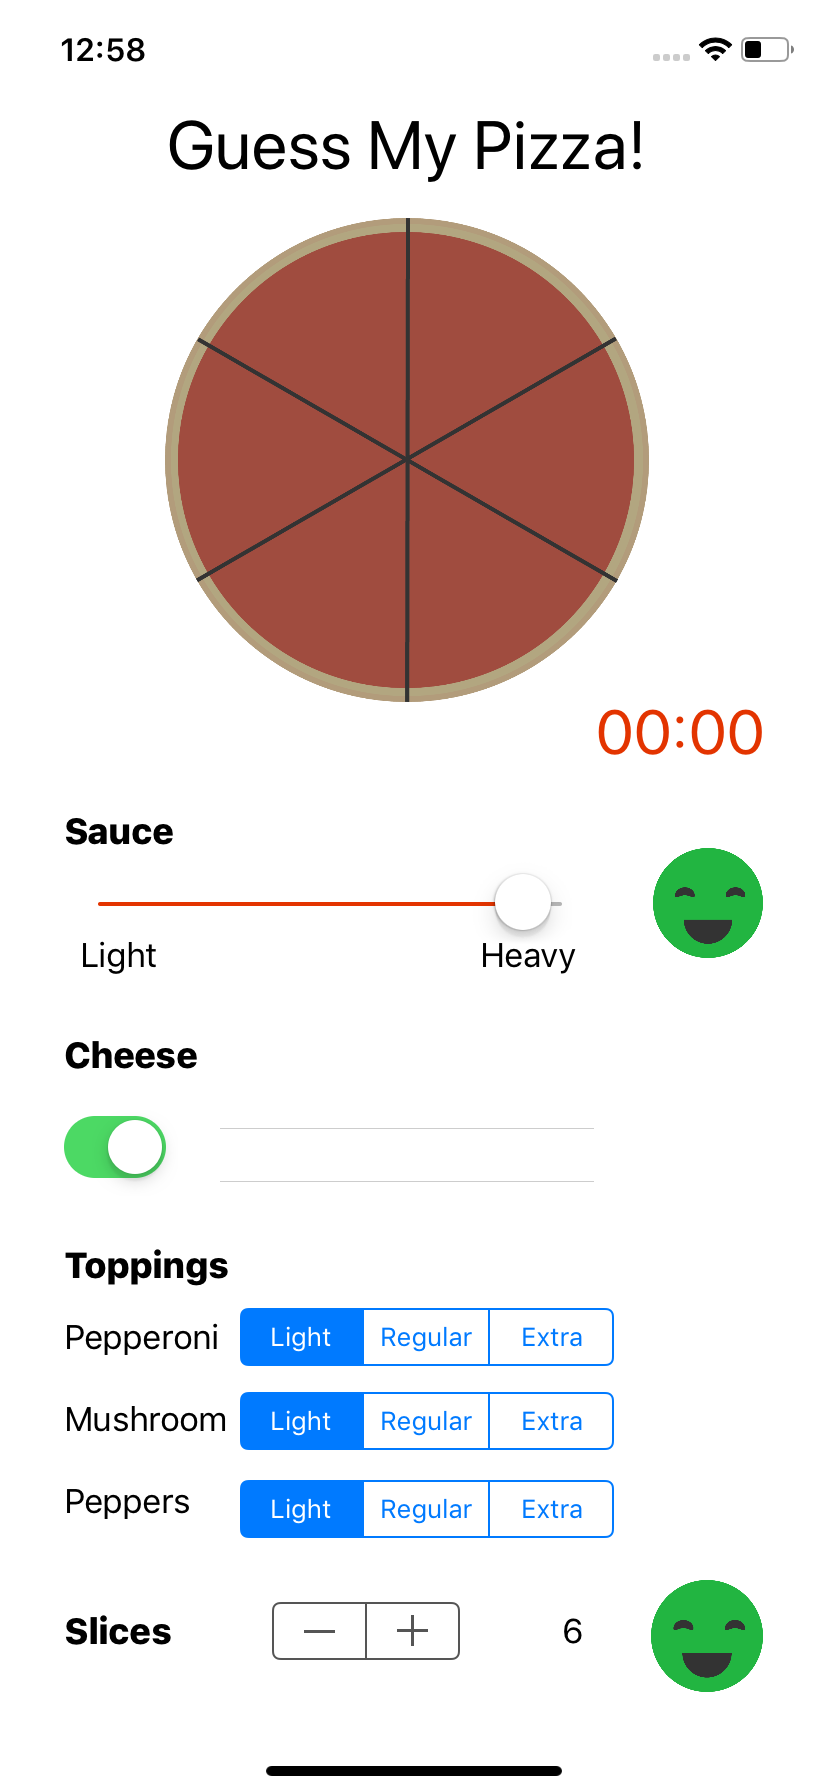 12:58
Guess My Pizza!
00:00
Sauce
Light Heavy
Cheese
Toppings
Pepperoni Light Regular Extra
Mushroom Light Regular Extra
Peppers Light Regular Extra
Slices — + 6